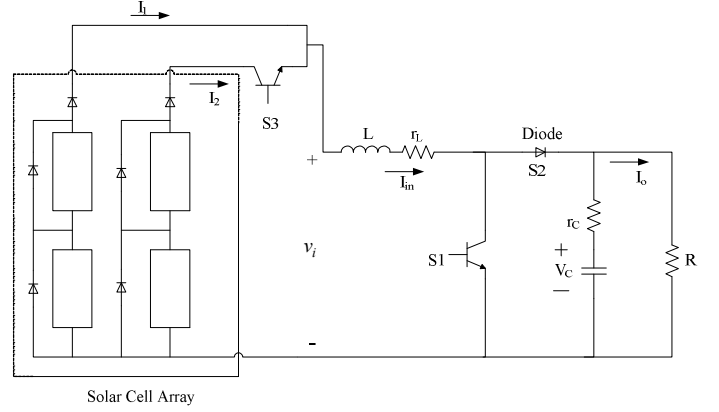 I1
I2
S3
L
rL
Diode
S2
Iin
Io
+
vi
-
S1
rC
+
VC
—
R
Solar Cell Array